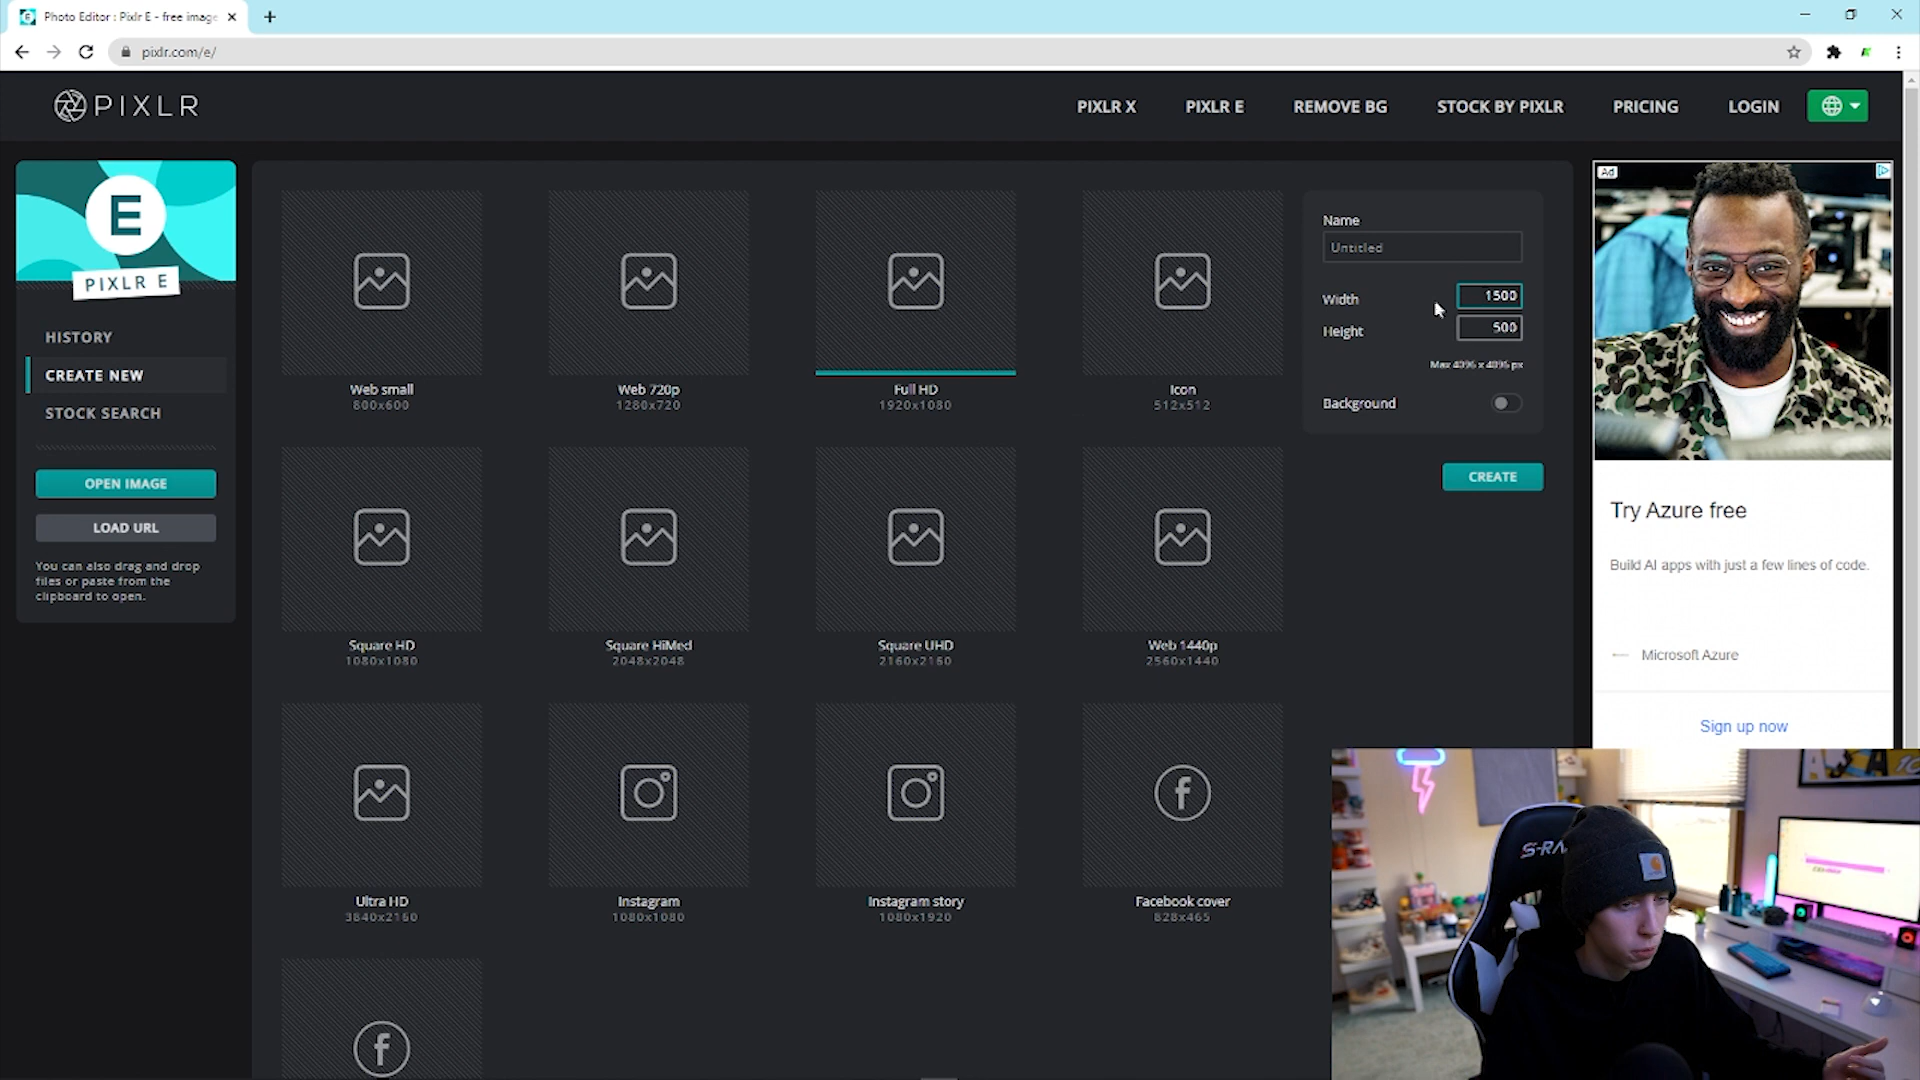 Photo Editor : Pixlr E - free image
pixlr.com/e/
PIXLR
PIXLR X
PIXLR E
REMOVE BG
STOCK BY PIXLR
PRICING
LOGIN
E
PIXLR E
HISTORY
CREATE NEW
STOCK SEARCH
OPEN IMAGE
LOAD URL
You can also drag and drop
files or paste from the
clipboard to open.
Web small
800x600
Web 720p
1280x720
Full HD
1920x1080
Icon
512x512
Square HD
1080x1080
Square HiMed
2048x2048
Square UHD
2160x2160
Web 1440p
2560x1440
Ultra HD
3840x2160
Instagram
1080x1080
Instagram story
1080x1920
Facebook cover
828x465
Name
Untitled
Width
1500
Height
500
Max 4096 x 4096 px
Background
CREATE
Ad
Try Azure free
Build AI apps with just a few lines of code.
Microsoft Azure
Sign up now